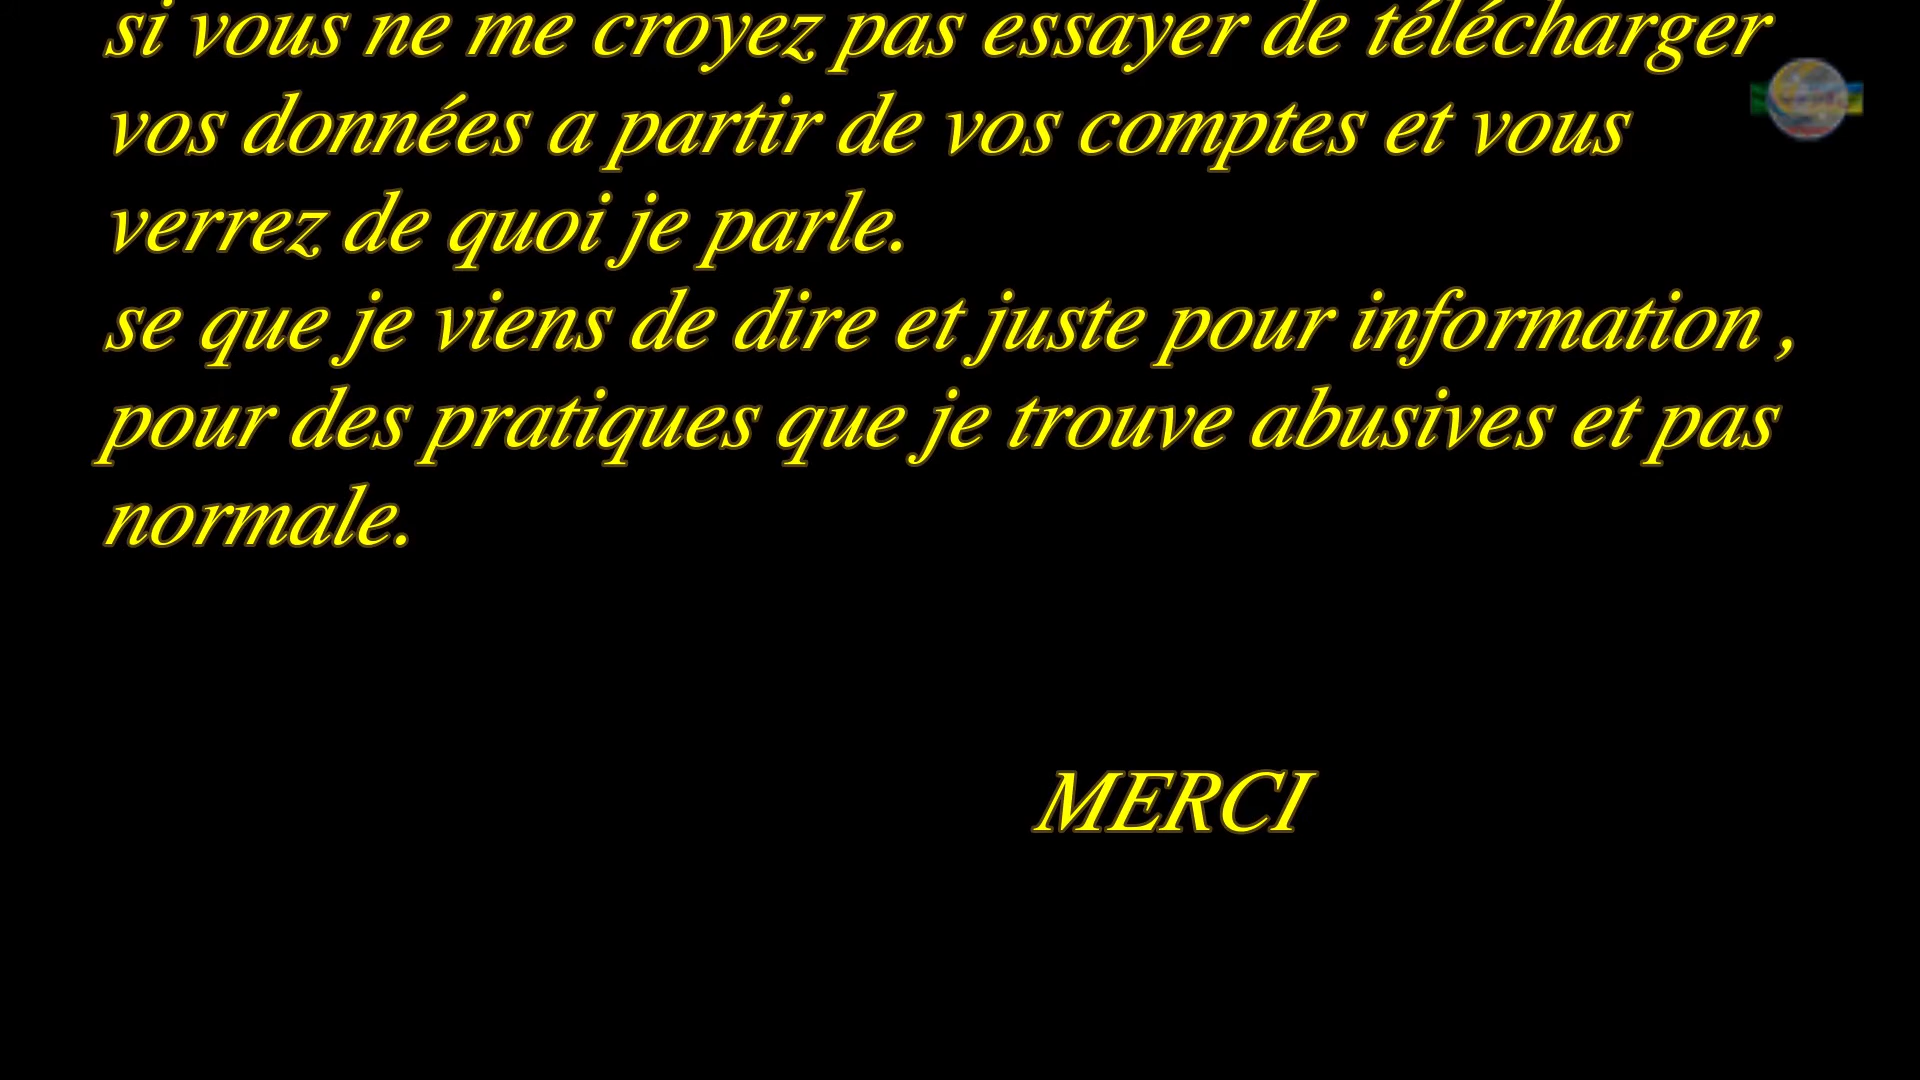 si vous ne me croyez pas essayer de télécharger
vos données a partir de vos comptes et vous
verrez de quoi je parle.
se que je viens de dire et juste pour information ,
pour des pratiques que je trouve abusives et pas
normale.
MERCI